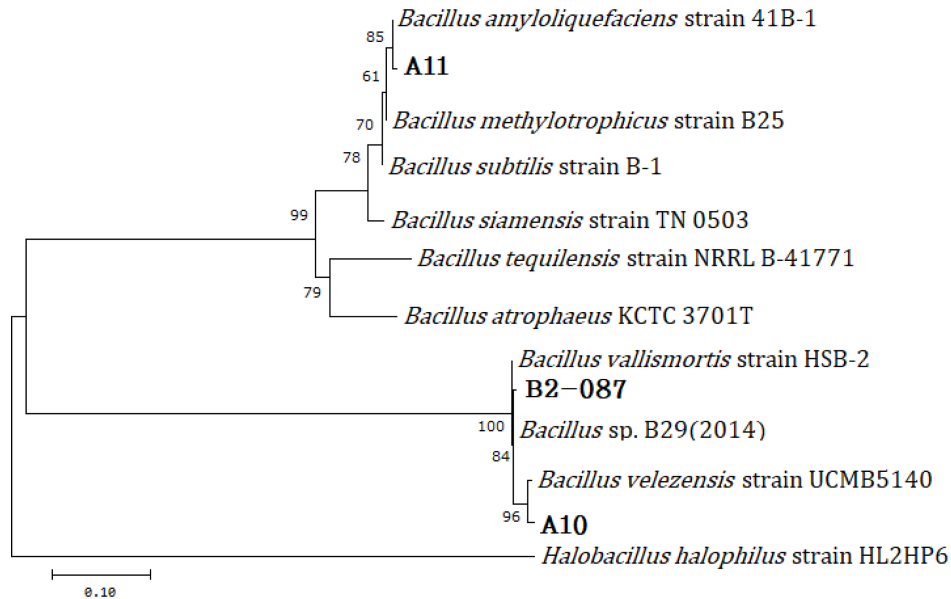 Bacillus amyloliquefaciens strain 41B-1
85
A11
61
Bacillus methylotrophicus strain B25
70
78
Bacillus subtilis strain B-1
99
Bacillus siamensis strain TN 0503
Bacillus tequilensis strain NRRL B-41771
79
Bacillus atrophaeus KCTC 3701T
Bacillus vallismortis strain HSB-2
B2-087
100
Bacillus sp. B29(2014)
84
Bacillus velezensis strain UCMB5140
96
A10
Halobacillus halophilus strain HL2HP6
0.10